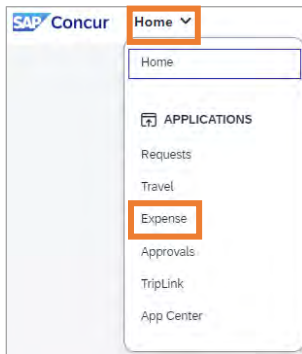 SAP Concur Home
Home
APPLICATIONS
Requests
Travel
Expense
Approvals
TripLink
App Center